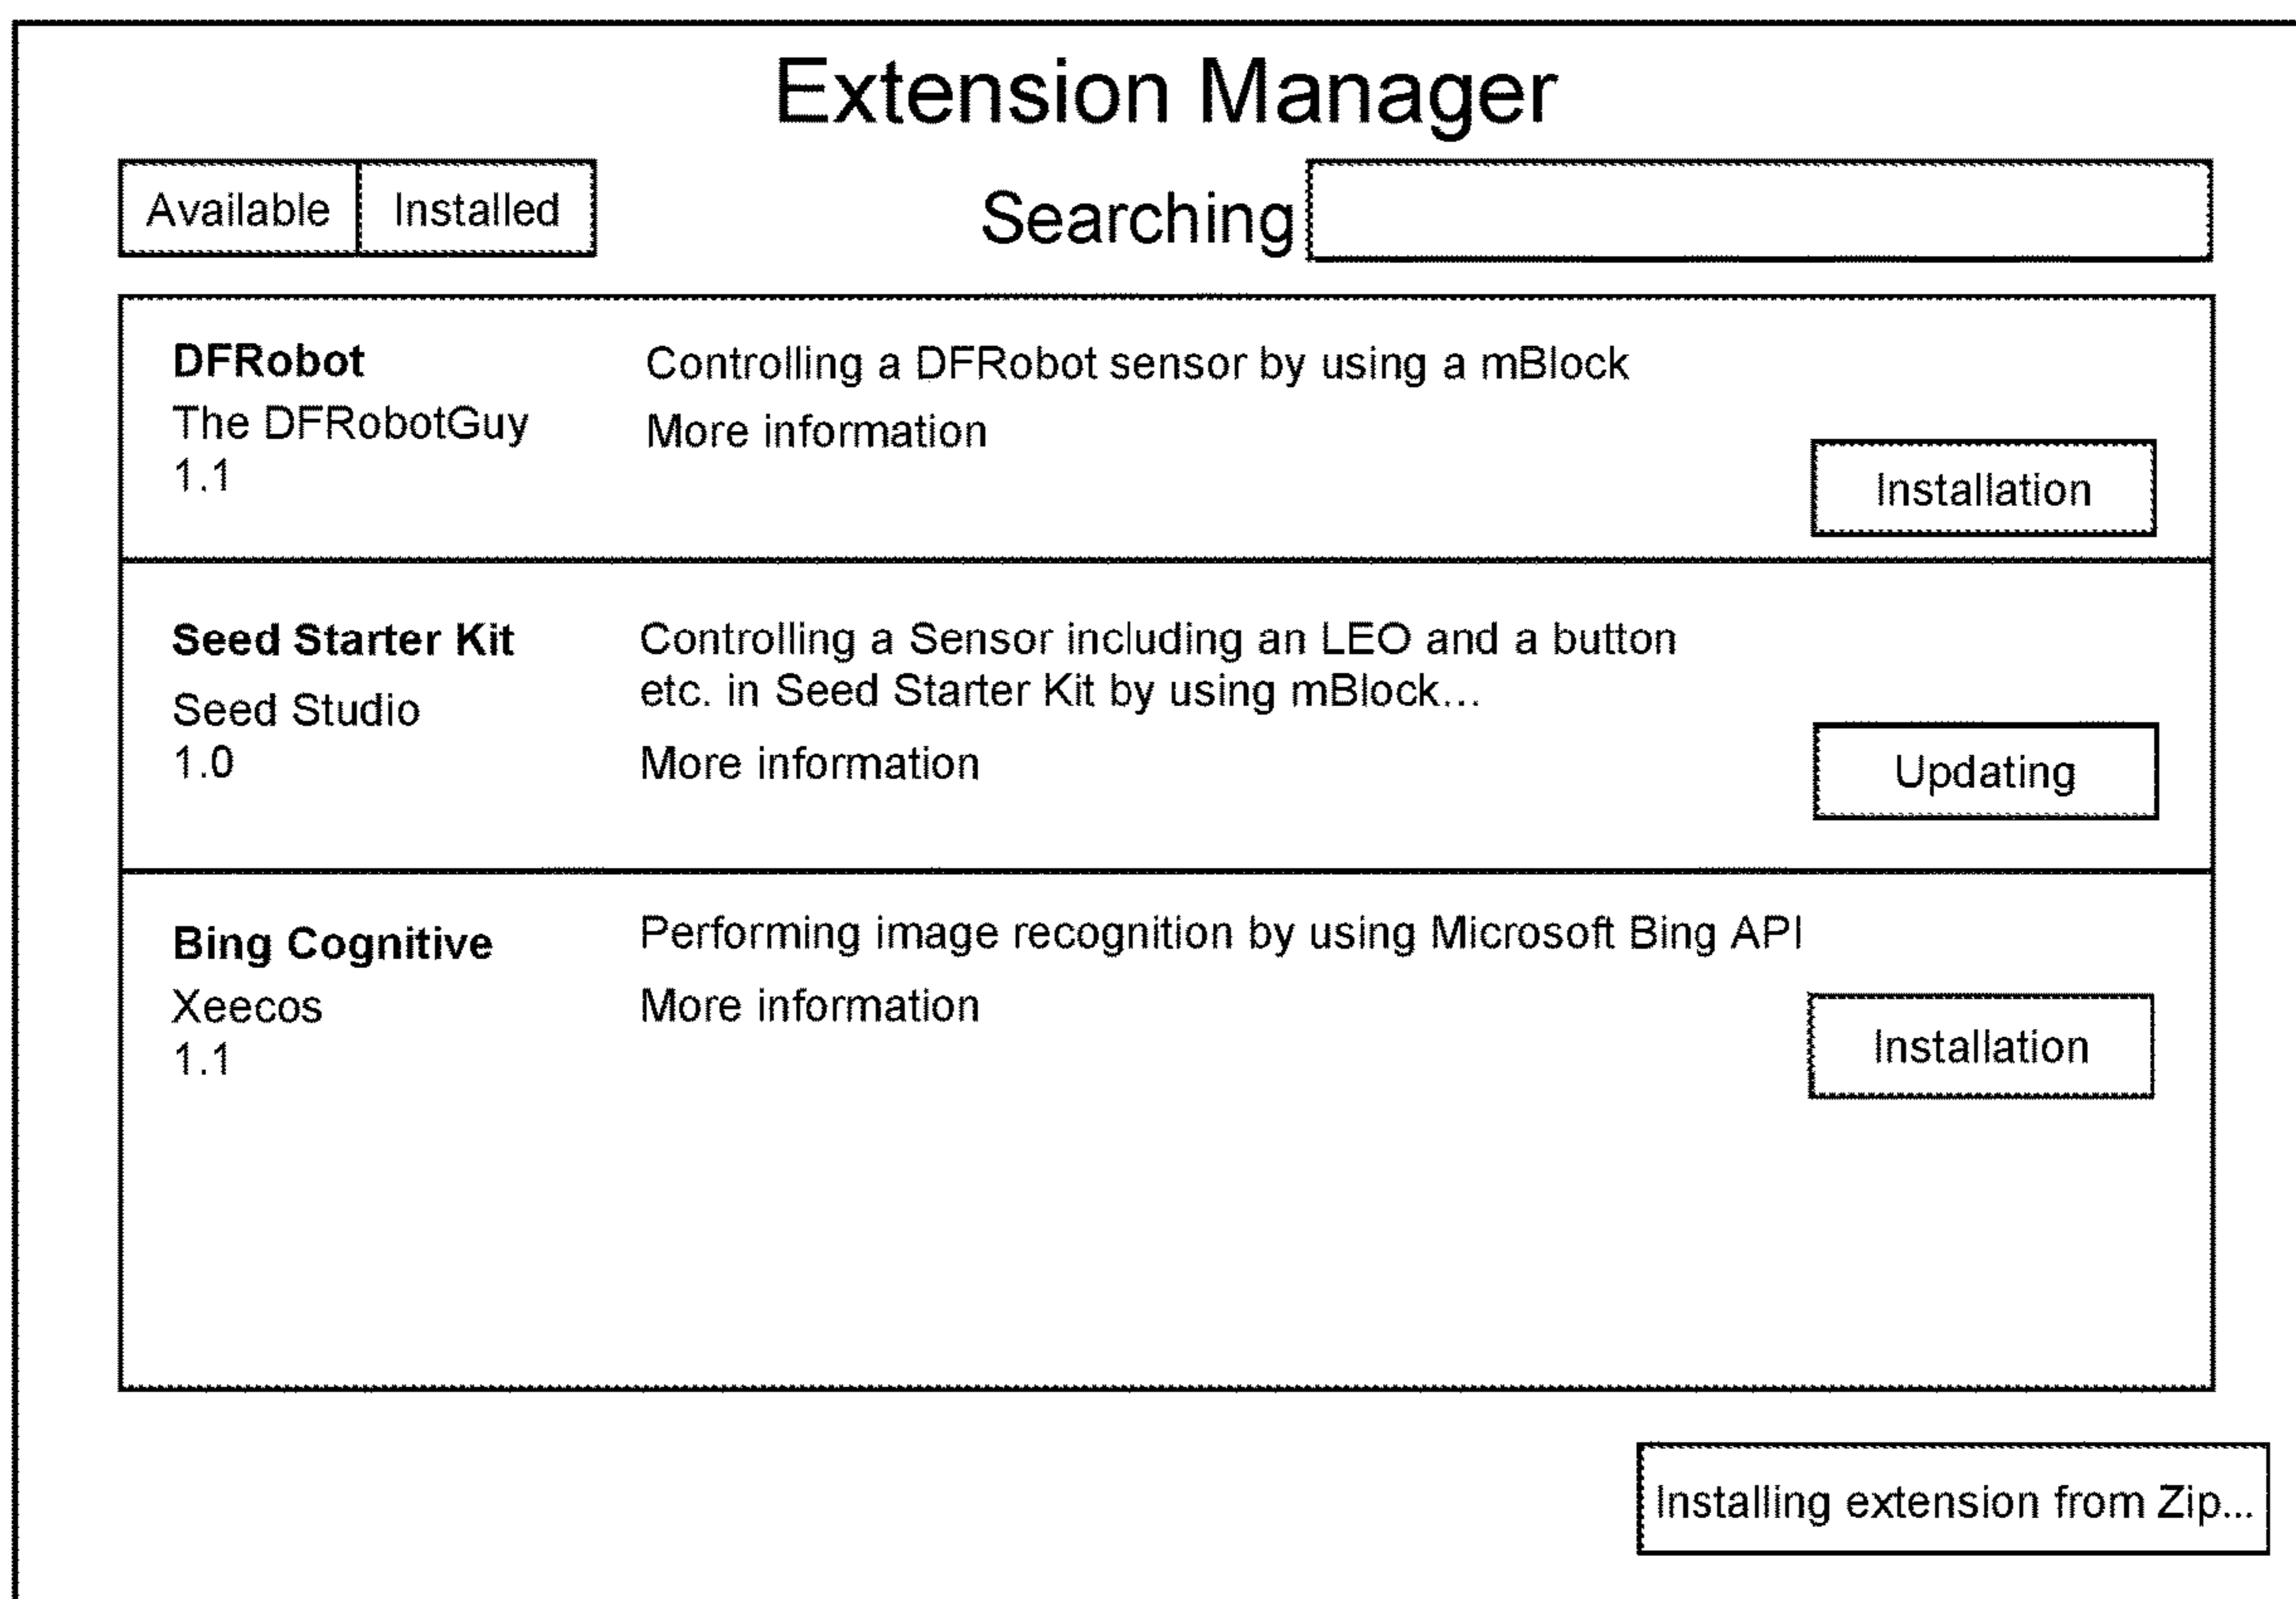 Extension Manager
Available Installed
Searching
DFRobot
Controlling a DFRobot sensor by using a mBlock
The DFRobotGuy
More information
1.1
Installation
Seed Starter Kit
Controlling a Sensor including an LEO and a button
etc. in Seed Starter Kit by using mBlock...
Seed Studio
1.0
More information
Updating
Bing Cognitive
Performing image recognition by using Microsoft Bing API
Xeecos
More information
1.1
Installation
Installing extension from Zip...